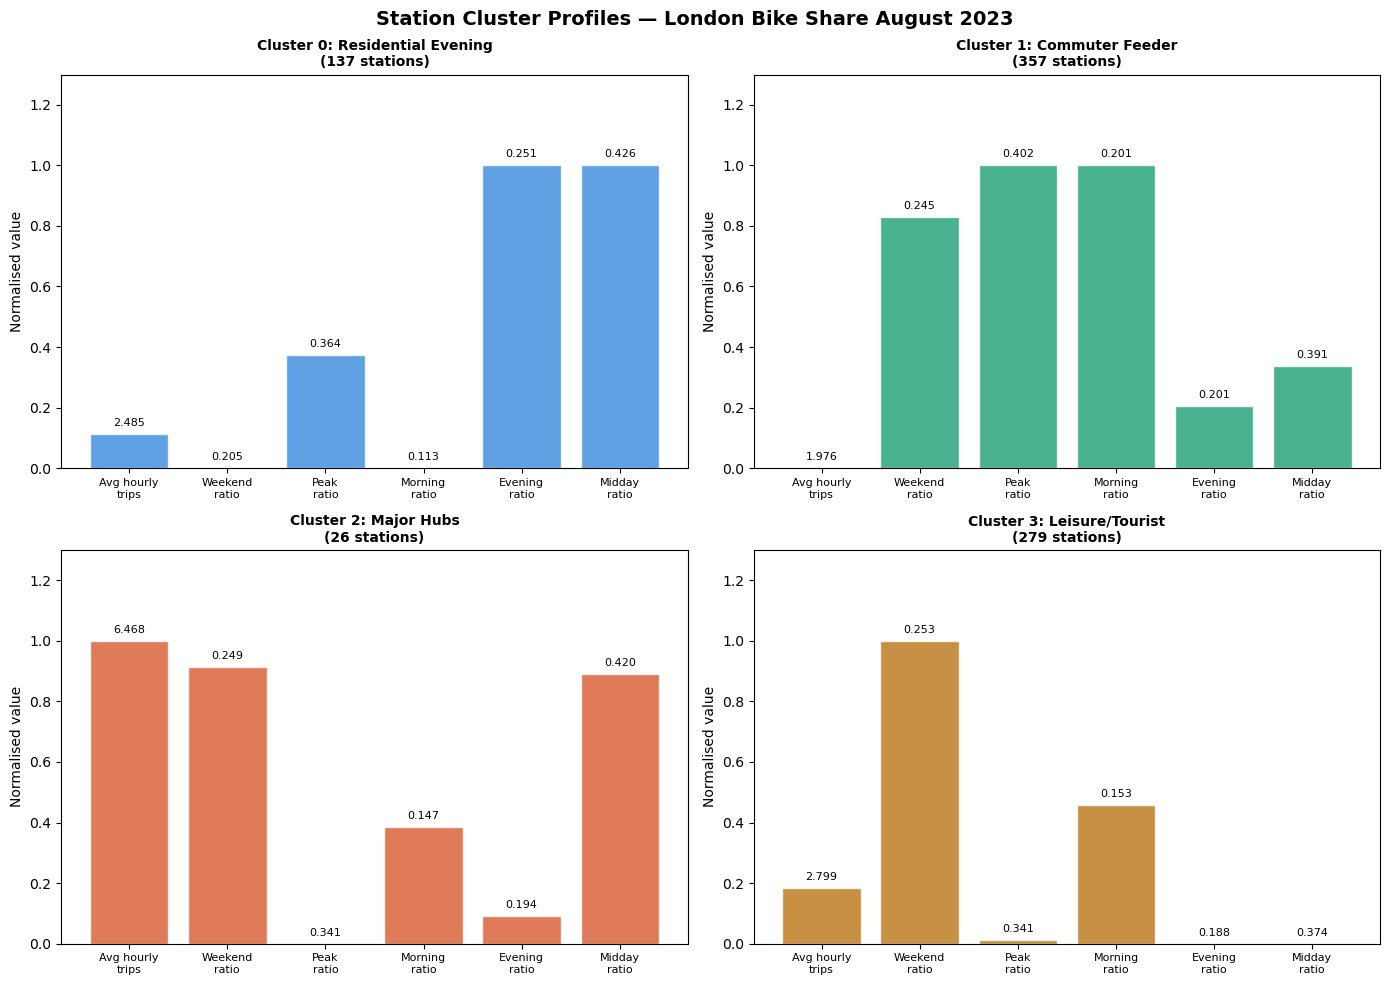 Station Cluster Profiles — London Bike Share August 2023
Cluster 0: Residential Evening
(137 stations)
Normalised value
1.2
1.0
0.8
0.6
0.4
0.2
0.0
2.485
0.205
0.364
0.113
0.251
0.426
Avg hourly
trips
Weekend
ratio
Peak
ratio
Morning
ratio
Evening
ratio
Midday
ratio
Cluster 1: Commuter Feeder
(357 stations)
Normalised value
1.2
1.0
0.8
0.6
0.4
0.2
0.0
1.976
0.245
0.402
0.201
0.201
0.391
Avg hourly
trips
Weekend
ratio
Peak
ratio
Morning
ratio
Evening
ratio
Midday
ratio
Cluster 2: Major Hubs
(26 stations)
Normalised value
1.2
1.0
0.8
0.6
0.4
0.2
0.0
6.468
0.249
0.341
0.147
0.194
0.420
Avg hourly
trips
Weekend
ratio
Peak
ratio
Morning
ratio
Evening
ratio
Midday
ratio
Cluster 3: Leisure/Tourist
(279 stations)
Normalised value
1.2
1.0
0.8
0.6
0.4
0.2
0.0
2.799
0.253
0.341
0.153
0.188
0.374
Avg hourly
trips
Weekend
ratio
Peak
ratio
Morning
ratio
Evening
ratio
Midday
ratio